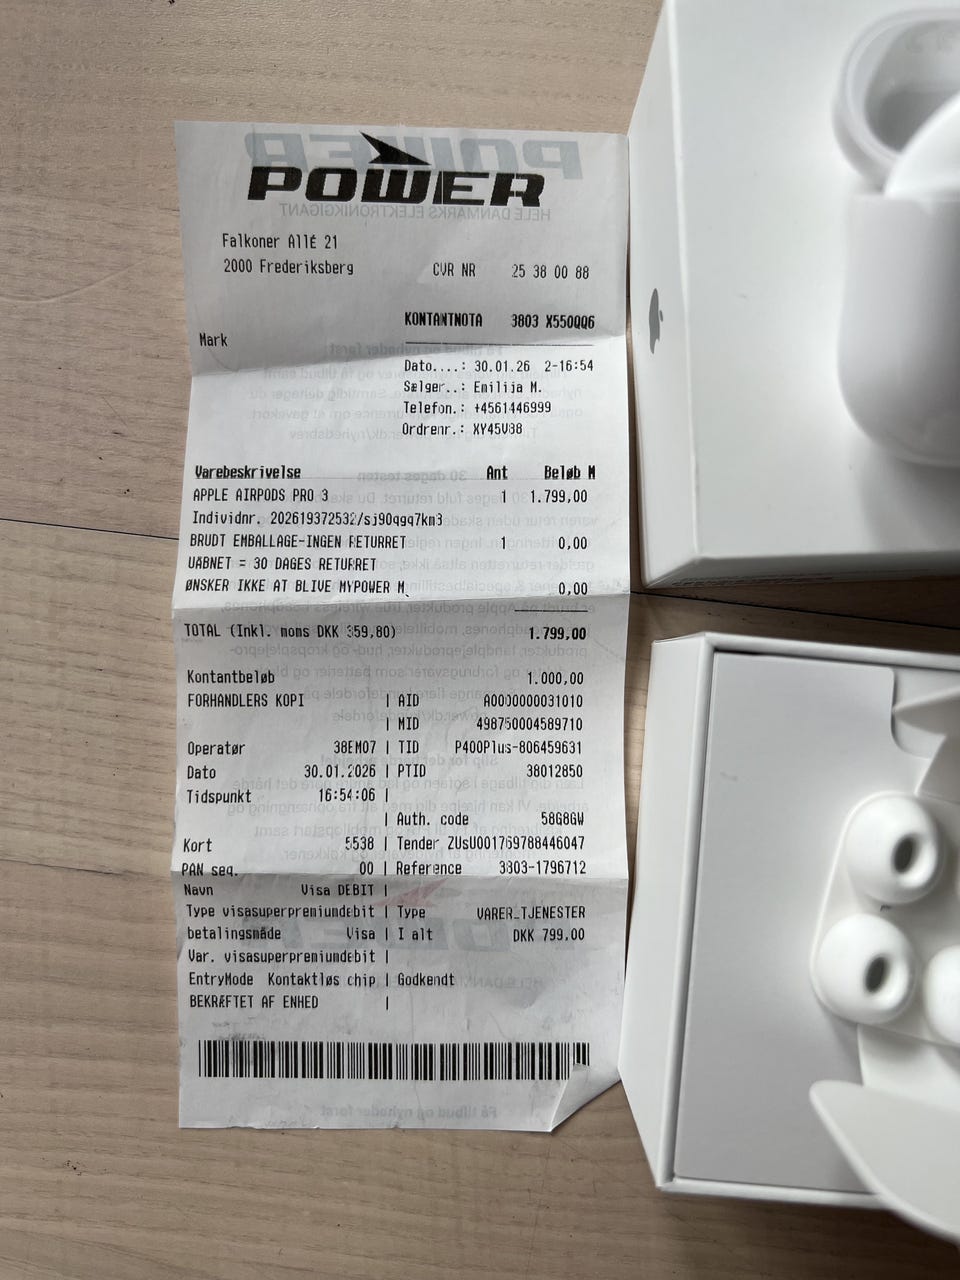 POWER
Falkoner AllÉ 21
2000 Frederiksberg CVR NR 25 38 00 88
KONTANTNOTA 3803 X550QQ6
Mark
Dato....: 30.01.26 2-16:54
Sælger..: Emilija M.
Telefon.: +4561446999
Ordrenr.: XY45V88
Varebeskrivelse Ant Beløb M
APPLE AIRPODS PRO 3 1 1.799,00
Individnr. 202619372532/sj90qgq7km3
BRUDT EMBALLAGE-INGEN RETURRET 1 0,00
UÅBNET = 30 DAGES RETURRET
ØNSKER IKKE AT BLIVE MYPOWER M 0,00
TOTAL (Inkl. moms DKK 359,80) 1.799,00
Kontantbeløb 1.000,00
FORHANDLERS KOPI | AID A0000000031010
| MID 498750004589710
Operatør 38EM07 | TID P400Plus-806459631
Dato 30.01.2026 | PTID 38012850
Tidspunkt 16:54:06 |
| Auth. code 58G8GW
Kort 5538 | Tender ZUsU001769788446047
PAN seq. 00 | Reference 3803-1796712
Navn Visa DEBIT |
Type visasuperpremiumdebit | Type VARER_TJENESTER
betalingsmåde Visa | I alt DKK 799.00
Var. visasuperpremiumdebit |
EntryMode Kontaktløs chip | Godkendt
BEKRÆFTET AF ENHED |